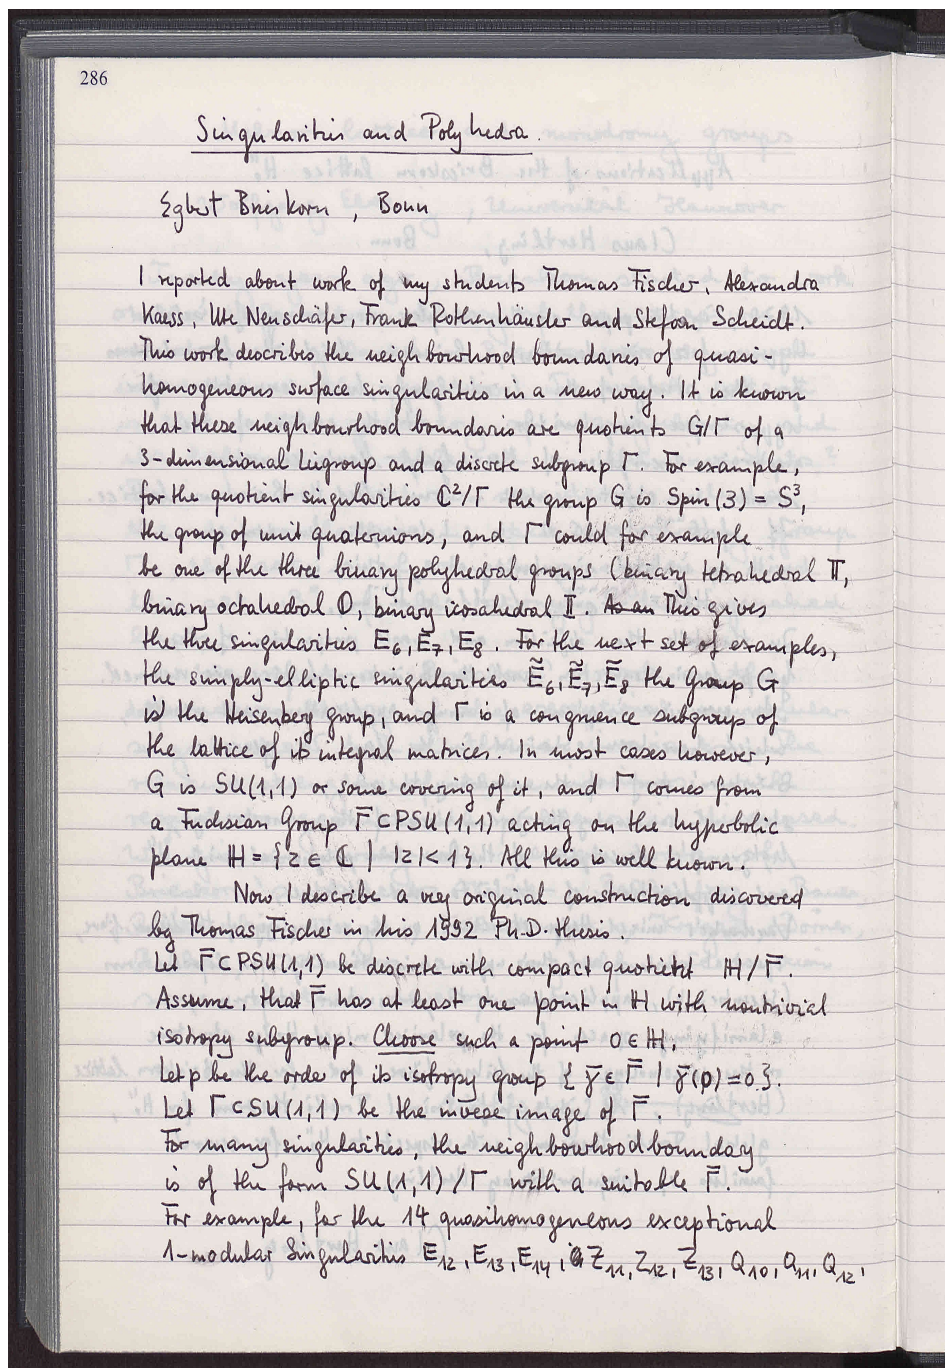 286
Singularities and Polyhedra.
Egbert Brieskorn, Bonn
I reported about work of my students Thomas Fischer, Alexandra
Kaess, Ute Neuschäfer, Frank Rothenhäusler and Stefan Scheidt.
This work describes the neighbourhood boundaries of quasi-
homogeneous surface singularities in a new way. It is known
that these neighbourhood boundaries are quotients G/Γ of a
3-dimensional Liegroup and a discrete subgroup Γ. For example,
for the quotient singularities ℂ²/Γ the group G is Spin(3) = S³,
the group of unit quaternions, and Γ could for example
be one of the three binary polyhedral groups (binary tetrahedral 𝕋,
binary octahedral 𝕆, binary icosahedral 𝕀. As an This gives
the three singularities E₆, E₇, E₈. For the next set of examples,
the simply-elliptic singularities Ẽ₆, Ẽ₇, Ẽ₈ the Group G
is the Heisenberg group, and Γ is a congruence subgroup of
the lattice of its integral matrices. In most cases however,
G is SU(1,1) or some covering of it, and Γ comes from
a Fuchsian Group Γ̄ ⊂ PSU(1,1) acting on the hyperbolic
plane ℍ = {z ∈ ℂ | |z| < 1}. All this is well known.
Now I describe a very original construction discovered
by Thomas Fischer in his 1992 Ph.D. thesis.
Let Γ̄ ⊂ PSU(1,1) be discrete with compact quotient ℍ/Γ̄.
Assume, that Γ̄ has at least one point in ℍ with nontrivial
isotropy subgroup. Choose such a point 0 ∈ ℍ.
Let p be the order of its isotropy group {γ̄ ∈ Γ̄ | γ̄(0) = 0}.
Let Γ ⊂ SU(1,1) be the inverse image of Γ̄.
For many singularities, the neighbourhood boundary
is of the form SU(1,1)/Γ with a suitable Γ̄.
For example, for the 14 quasihomogeneous exceptional
1-modular Singularities E₁₂, E₁₃, E₁₄, Z₁₁, Z₁₂, Z₁₃, Q₁₀, Q₁₁, Q₁₂,